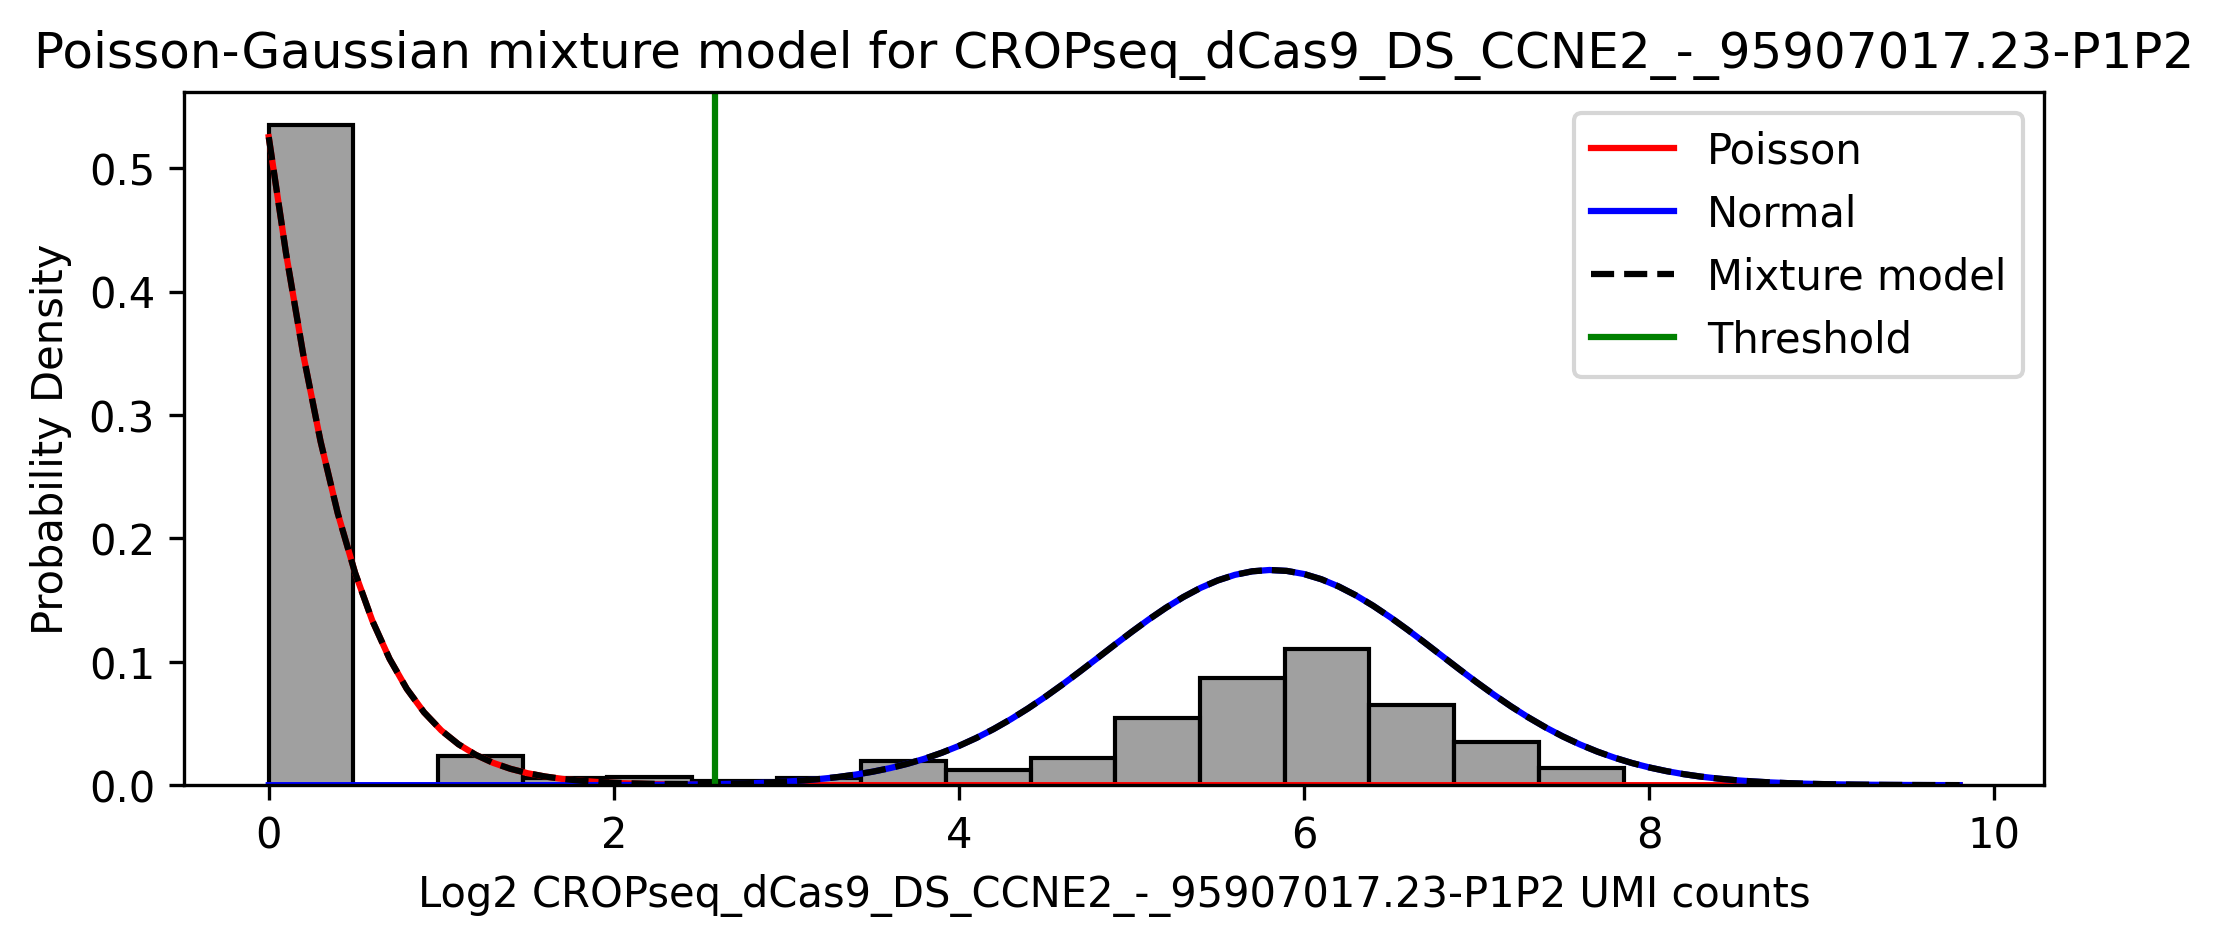 Poisson-Gaussian mixture model for CROPseq_dCas9_DS_CCNE2_-_95907017.23-P1P2
Poisson
Normal
Mixture model
Threshold
Probability Density
0.5
0.4
0.3
0.2
0.1
0.0
0 2 4 6 8 10
Log2 CROPseq_dCas9_DS_CCNE2_-_95907017.23-P1P2 UMI counts